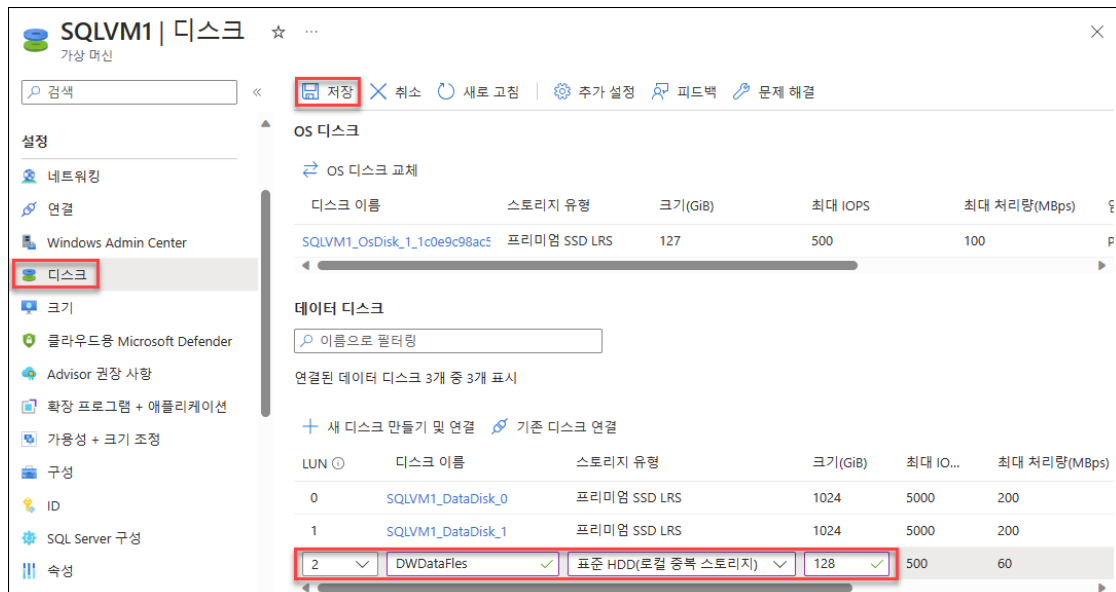 SQLVM1 | 디스크 ☆ ...
가상 머신
검색 «
저장 취소 새로 고침 추가 설정 피드백 문제 해결
설정
네트워킹
연결
Windows Admin Center
디스크
크기
클라우드용 Microsoft Defender
Advisor 권장 사항
확장 프로그램 + 애플리케이션
가용성 + 크기 조정
구성
ID
SQL Server 구성
속성
OS 디스크
OS 디스크 교체
디스크 이름 스토리지 유형 크기(GiB) 최대 IOPS 최대 처리량(MBps)
SQLVM1_OsDisk_1_1c0e9c98ac5 프리미엄 SSD LRS 127 500 100
데이터 디스크
이름으로 필터링
연결된 데이터 디스크 3개 중 3개 표시
새 디스크 만들기 및 연결 기존 디스크 연결
LUN 디스크 이름 스토리지 유형 크기(GiB) 최대 IO... 최대 처리량(MBps)
0 SQLVM1_DataDisk_0 프리미엄 SSD LRS 1024 5000 200
1 SQLVM1_DataDisk_1 프리미엄 SSD LRS 1024 5000 200
2 DWDataFles 표준 HDD(로컬 중복 스토리지) 128 500 60